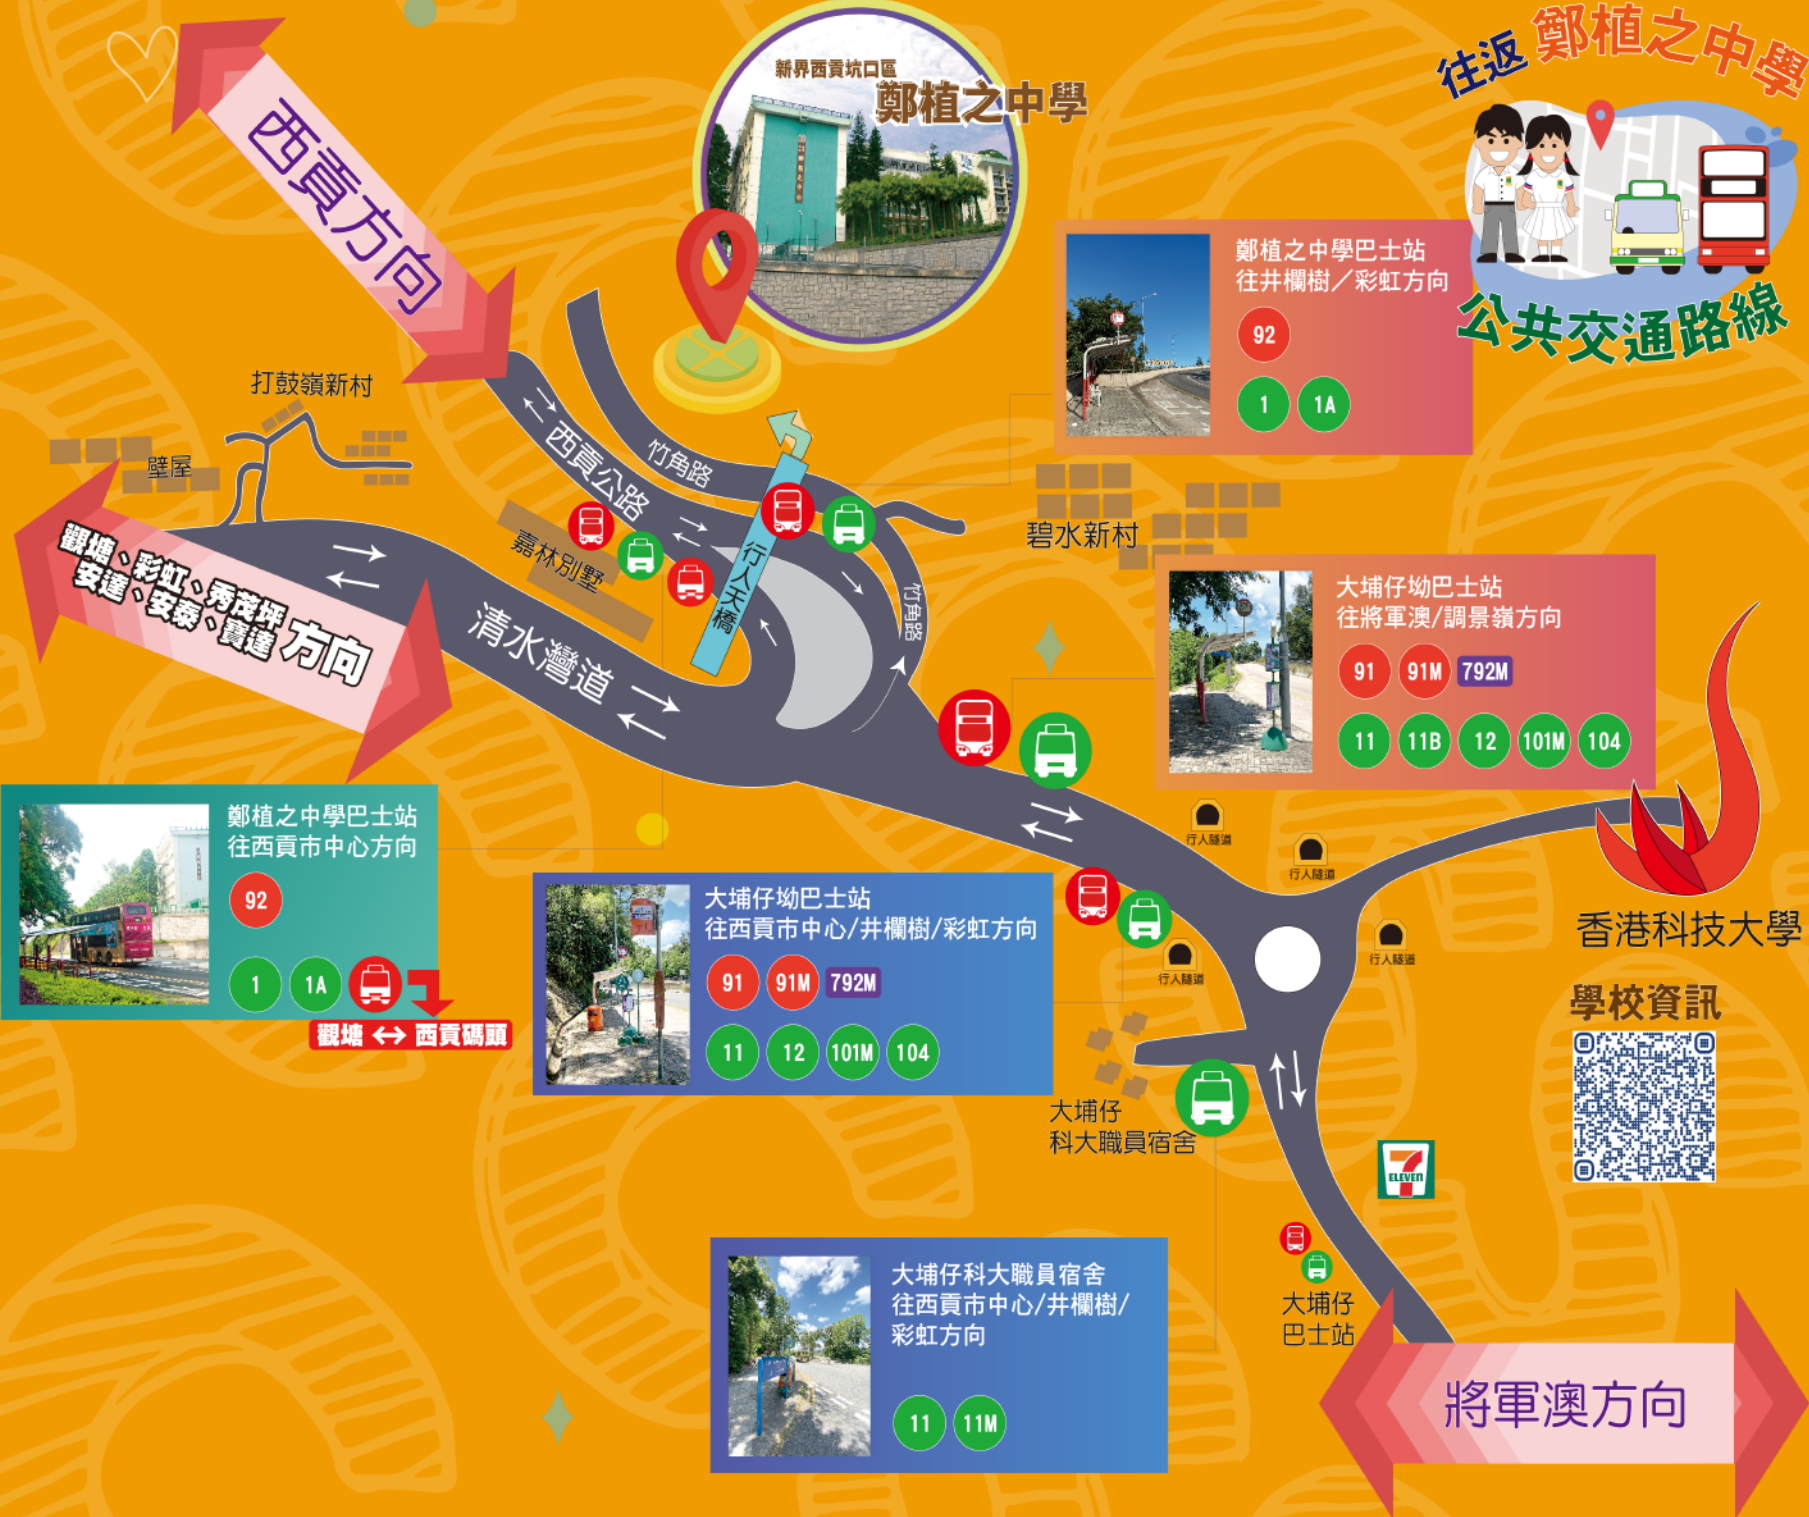 往返 鄭植之中學
公共交通路線
新界西貢坑口區
鄭植之中學
西貢方向
鄭植之中學巴士站
往井欄樹／彩虹方向
92
1 1A
打鼓嶺新村
壁屋
西貢公路
竹角路
行人天橋
嘉林別墅
竹角路
碧水新村
觀塘、彩虹、秀茂坪
安達、安泰、寶達
方向
清水灣道
大埔仔坳巴士站
往將軍澳/調景嶺方向
91 91M 792M
11 11B 12 101M 104
鄭植之中學巴士站
往西貢市中心方向
92
1 1A
觀塘 ↔ 西貢碼頭
大埔仔坳巴士站
往西貢市中心/井欄樹/彩虹方向
91 91M 792M
11 12 101M 104
行人隧道
行人隧道
行人隧道
行人隧道
香港科技大學
學校資訊
大埔仔
科大職員宿舍
7
ELEVEN
大埔仔
巴士站
大埔仔科大職員宿舍
往西貢市中心/井欄樹/
彩虹方向
11 11M
將軍澳方向